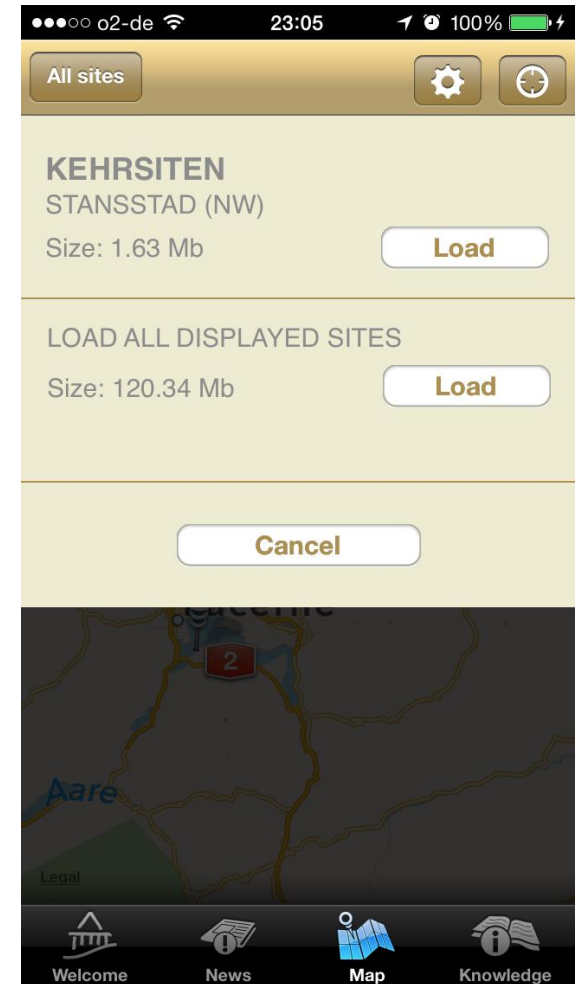 o2-de 23:05 100%
All sites
KEHRSITEN
STANSSTAD (NW)
Size: 1.63 Mb
Load
LOAD ALL DISPLAYED SITES
Size: 120.34 Mb
Load
Cancel
2
Aare
Legal
Welcome News Map Knowledge